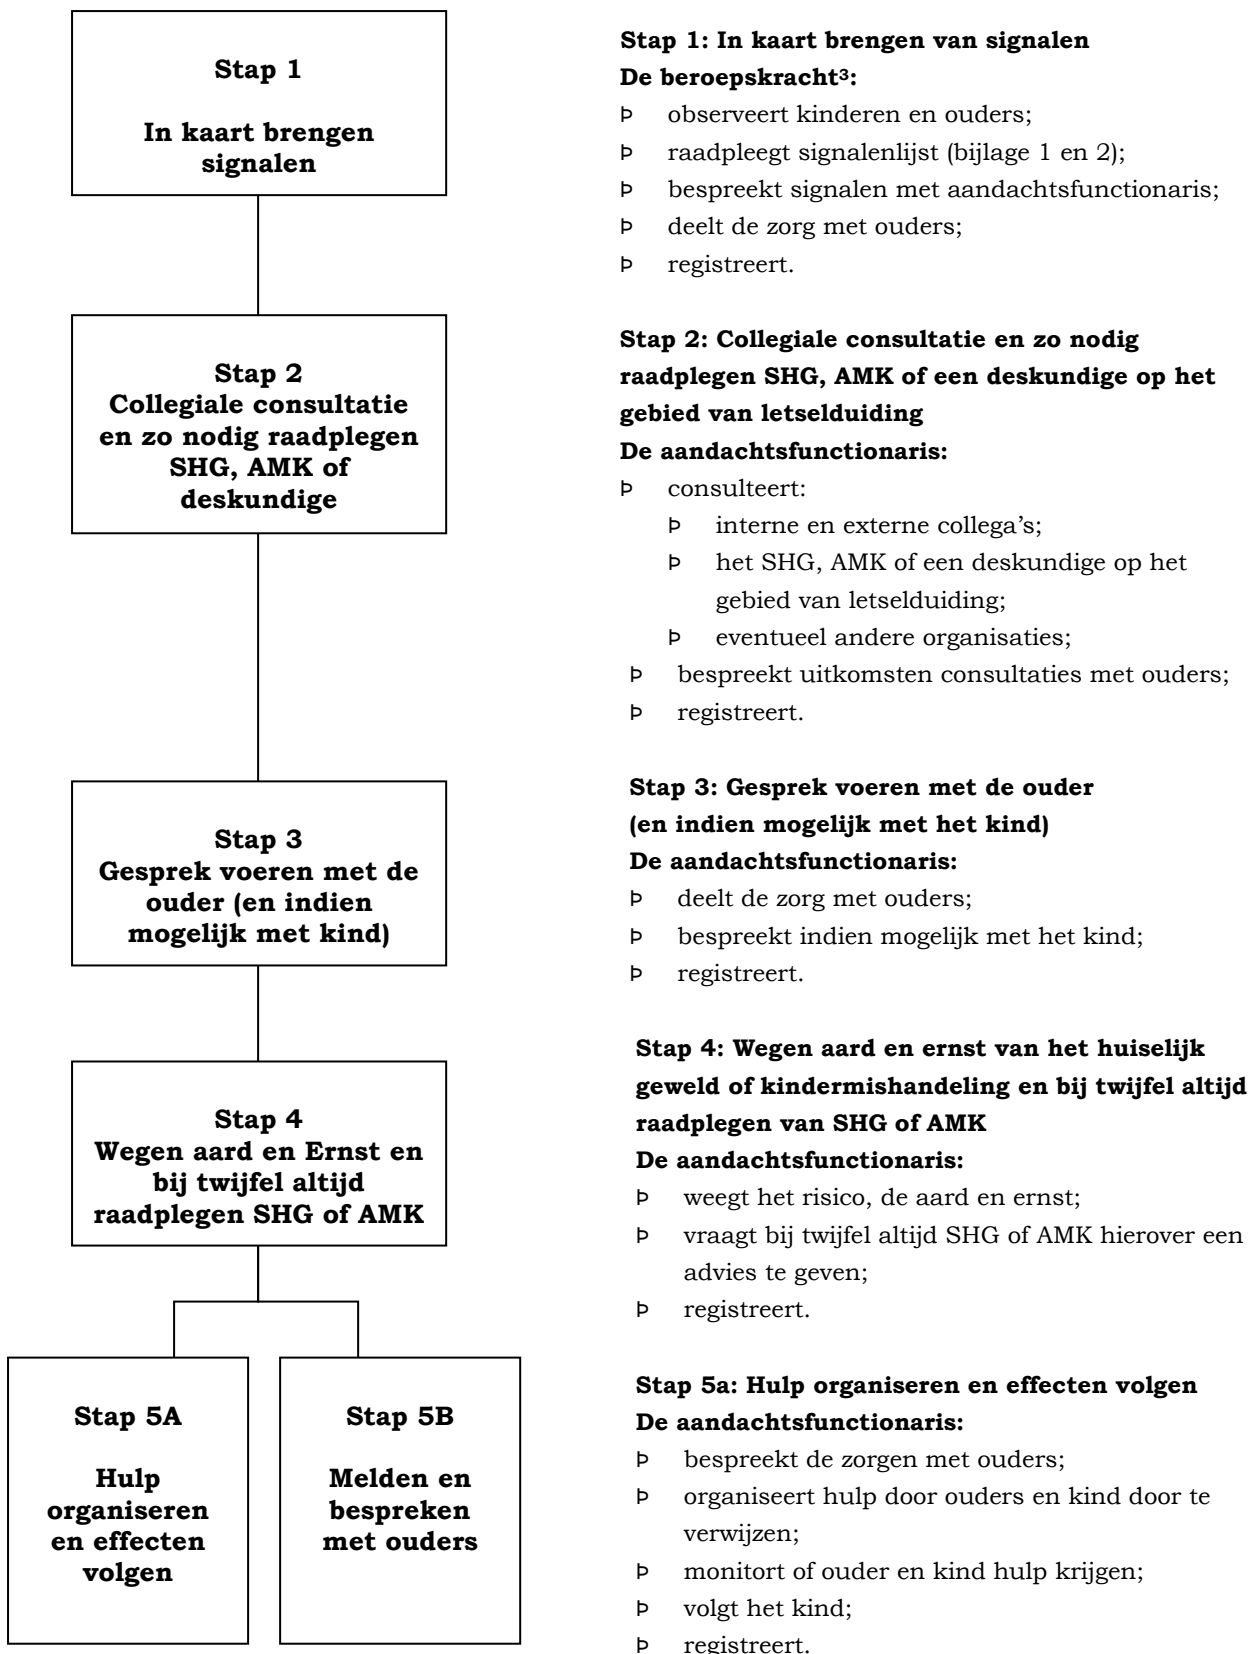 Stap 1
In kaart brengen
signalen
Stap 2
Collegiale consultatie
en zo nodig raadplegen
SHG, AMK of
deskundige
Stap 3
Gesprek voeren met de
ouder (en indien
mogelijk met kind)
Stap 4
Wegen aard en Ernst en
bij twijfel altijd
raadplegen SHG of AMK
Stap 5A
Hulp
organiseren
en effecten
volgen
Stap 5B
Melden en
bespreken
met ouders
Stap 1: In kaart brengen van signalen
De beroepskracht³:
Þ observeert kinderen en ouders;
Þ raadpleegt signalenlijst (bijlage 1 en 2);
Þ bespreekt signalen met aandachtsfunctionaris;
Þ deelt de zorg met ouders;
Þ registreert.
Stap 2: Collegiale consultatie en zo nodig
raadplegen SHG, AMK of een deskundige op het
gebied van letselduiding
De aandachtsfunctionaris:
Þ consulteert:
Þ interne en externe collega’s;
Þ het SHG, AMK of een deskundige op het
gebied van letselduiding;
Þ eventueel andere organisaties;
Þ bespreekt uitkomsten consultaties met ouders;
Þ registreert.
Stap 3: Gesprek voeren met de ouder
(en indien mogelijk met het kind)
De aandachtsfunctionaris:
Þ deelt de zorg met ouders;
Þ bespreekt indien mogelijk met het kind;
Þ registreert.
Stap 4: Wegen aard en ernst van het huiselijk
geweld of kindermishandeling en bij twijfel altijd
raadplegen van SHG of AMK
De aandachtsfunctionaris:
Þ weegt het risico, de aard en ernst;
Þ vraagt bij twijfel altijd SHG of AMK hierover een
advies te geven;
Þ registreert.
Stap 5a: Hulp organiseren en effecten volgen
De aandachtsfunctionaris:
Þ bespreekt de zorgen met ouders;
Þ organiseert hulp door ouders en kind door te
verwijzen;
Þ monitort of ouder en kind hulp krijgen;
Þ volgt het kind;
Þ registreert.